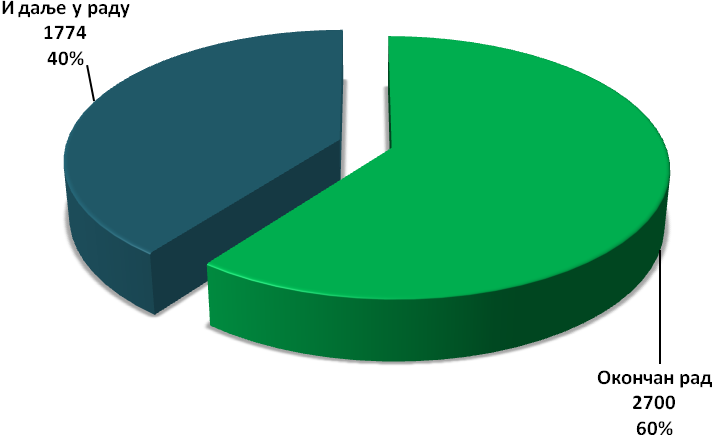 И даље у раду
1774
40%
Окончан рад
2700
60%